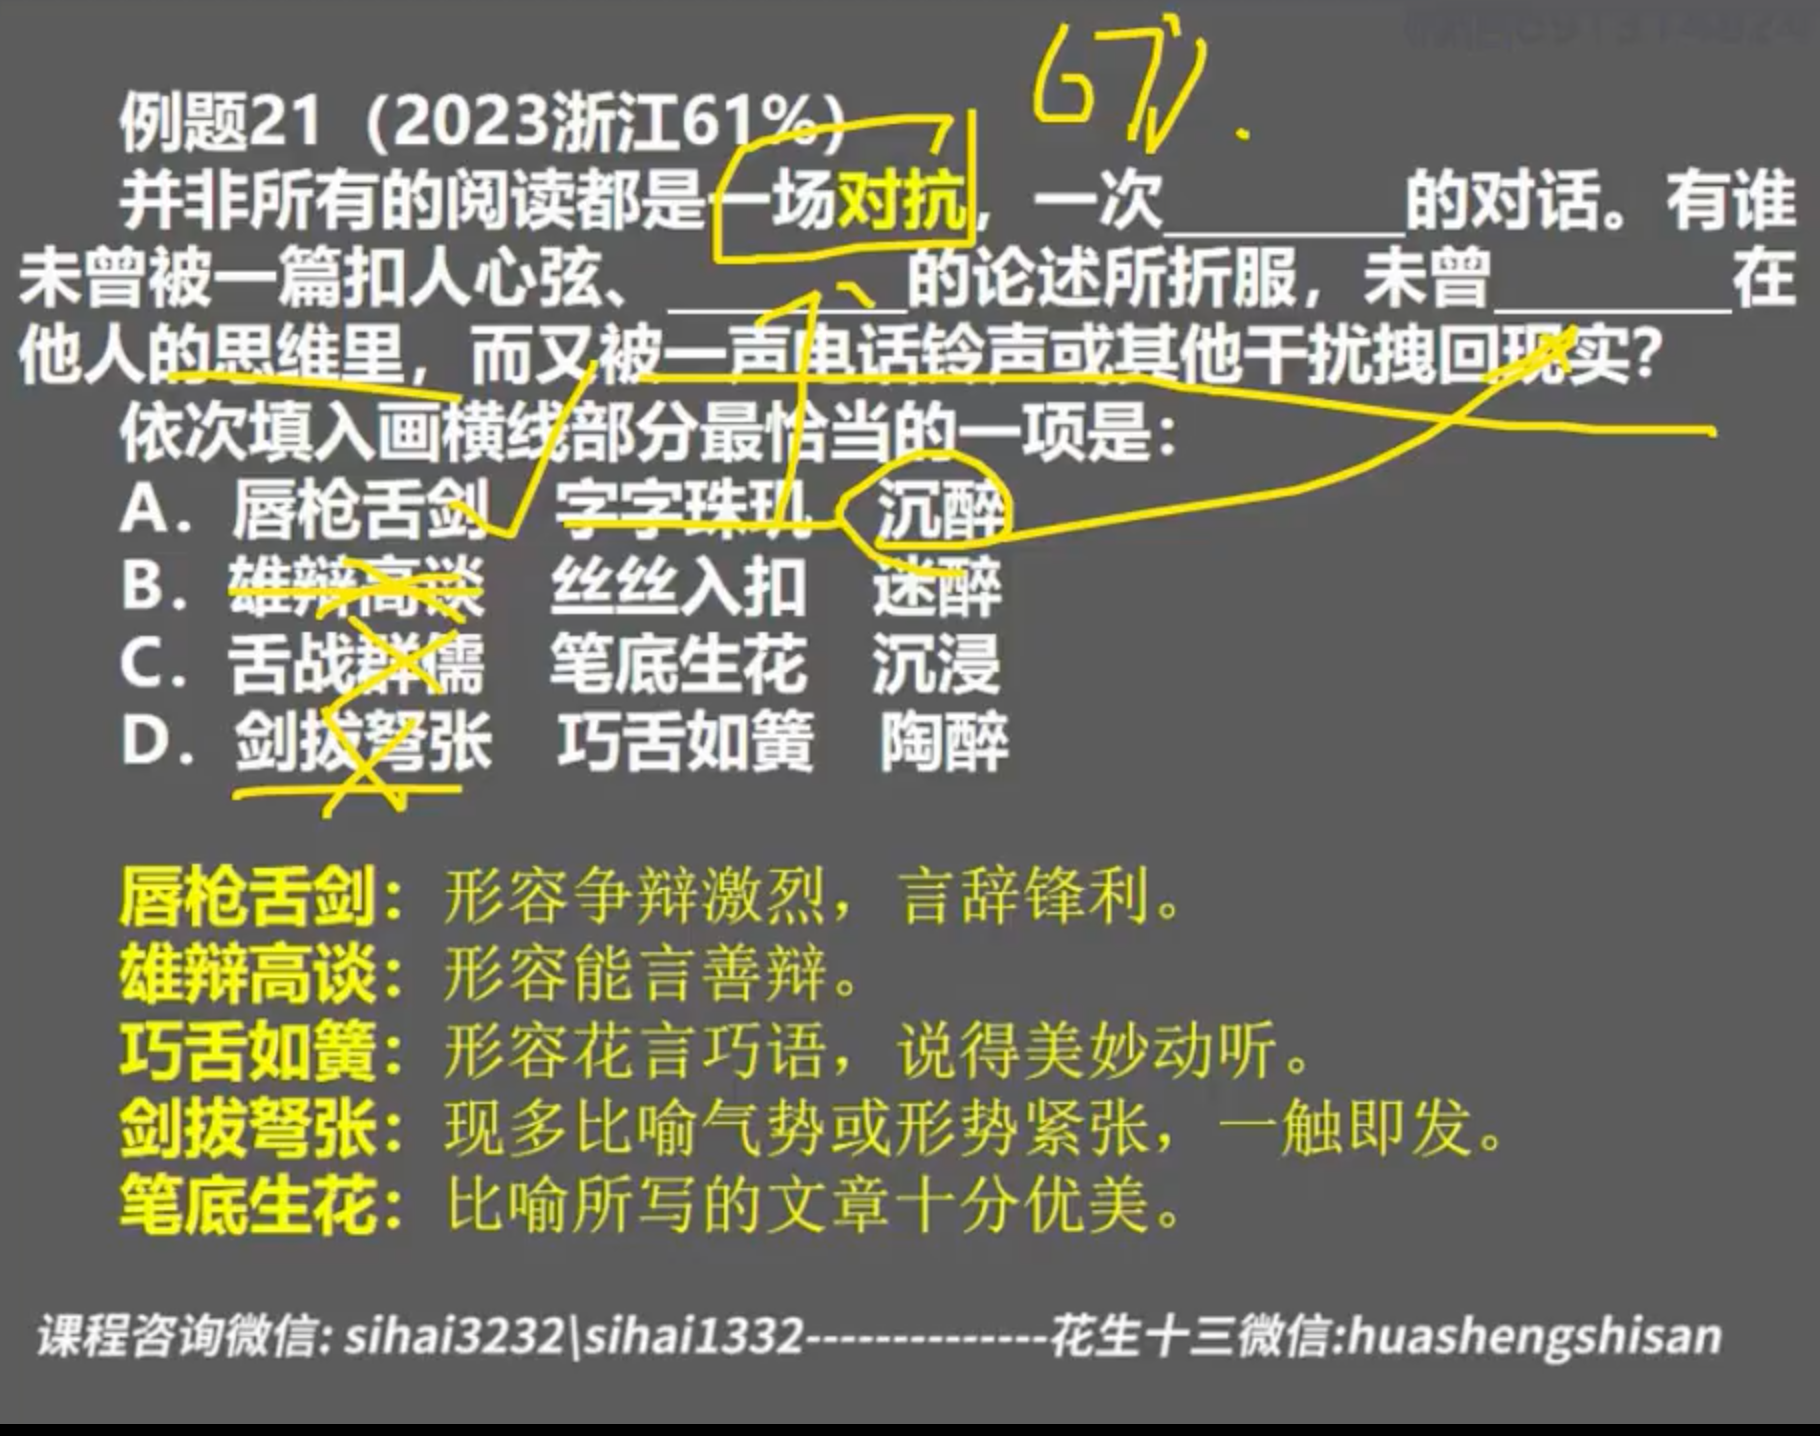 例题21（2023浙江61%）
并非所有的阅读都是一场对抗，一次________的对话。有谁
未曾被一篇扣人心弦、________的论述所折服，未曾________在
他人的思维里，而又被一声电话铃声或其他干扰拽回现实？
依次填入画横线部分最恰当的一项是：
A. 唇枪舌剑 字字珠玑 沉醉
B. 雄辩高谈 丝丝入扣 迷醉
C. 舌战群儒 笔底生花 沉浸
D. 剑拔弩张 巧舌如簧 陶醉
唇枪舌剑：形容争辩激烈，言辞锋利。
雄辩高谈：形容能言善辩。
巧舌如簧：形容花言巧语，说得美妙动听。
剑拔弩张：现多比喻气势或形势紧张，一触即发。
笔底生花：比喻所写的文章十分优美。
课程咨询微信: sihai3232\sihai1332--------------花生十三微信:huashengshisan